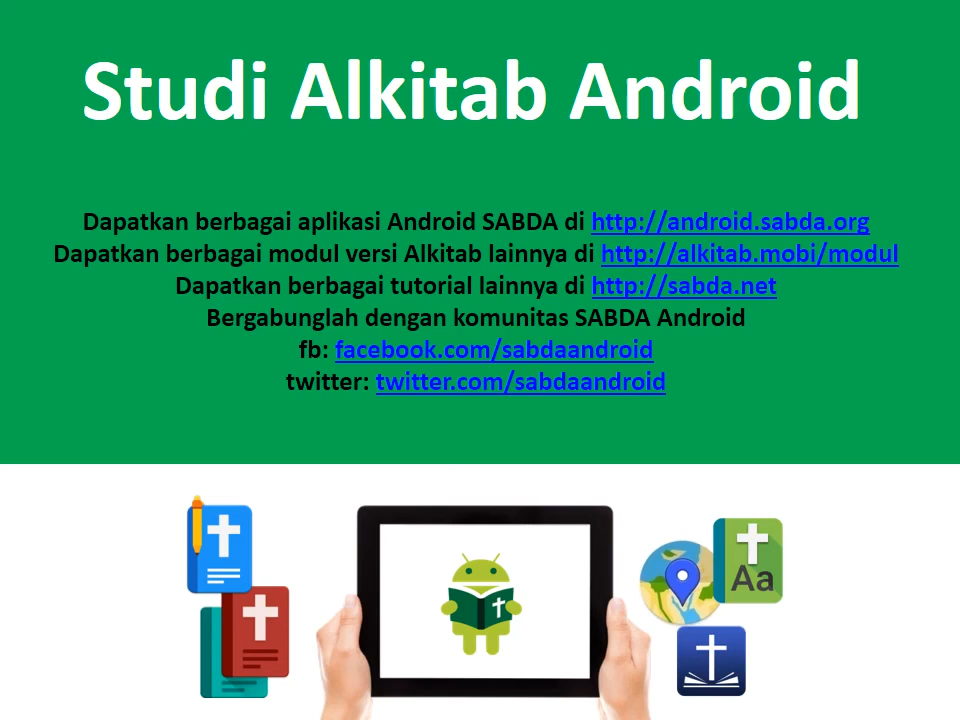 Studi Alkitab Android
Dapatkan berbagai aplikasi Android SABDA di http://android.sabda.org
Dapatkan berbagai modul versi Alkitab lainnya di http://alkitab.mobi/modul
Dapatkan berbagai tutorial lainnya di http://sabda.net
Bergabunglah dengan komunitas SABDA Android
fb: facebook.com/sabdaandroid
twitter: twitter.com/sabdaandroid
Aa